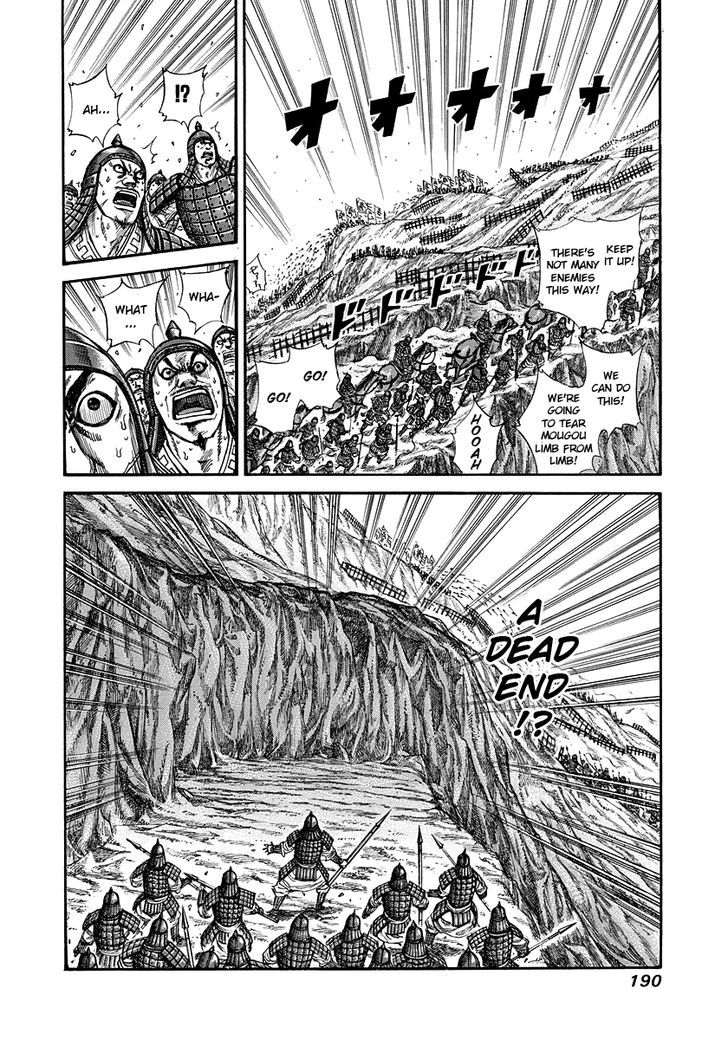 オオオオオ
KEEP
IT UP!
THERE'S
NOT MANY
ENEMIES
THIS WAY!
ドドドドド
WE
CAN DO
THIS!
WE'RE
GOING
TO TEAR
MOUGOU
LIMB FROM
LIMB!
HOOAH
GO!
GO!
!?
AH...
WHA-
WHAT
...
A
DEAD
END
!?
190